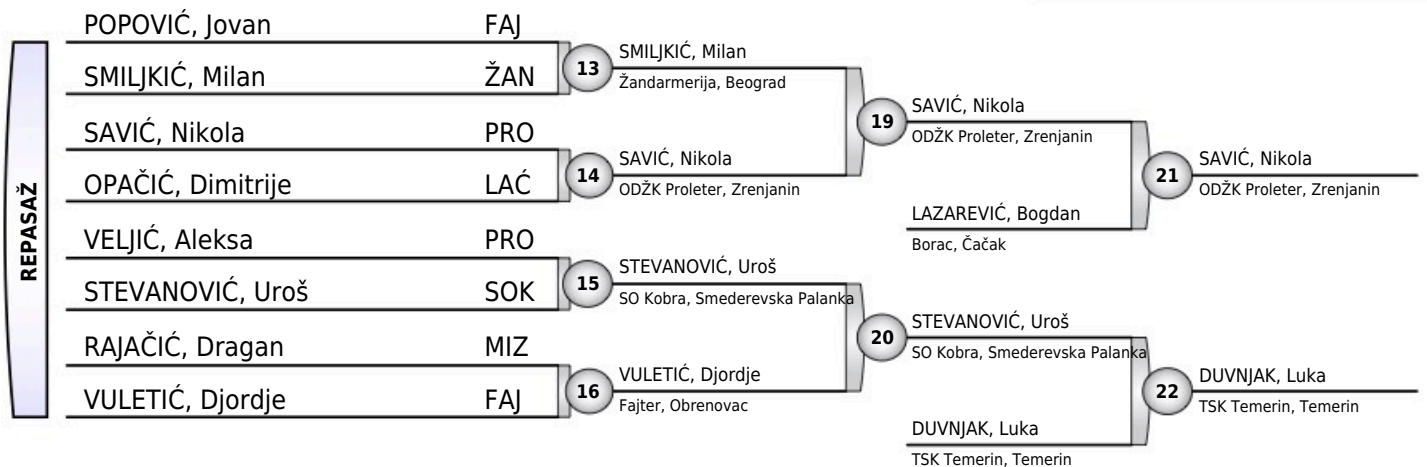 REPASAŽ
POPOVIĆ, Jovan FAJ
SMILJKIĆ, Milan ŽAN
SAVIĆ, Nikola PRO
OPAČIĆ, Dimitrije LAĆ
VELJIĆ, Aleksa PRO
STEVANOVIĆ, Uroš SOK
RAJAČIĆ, Dragan MIZ
VULETIĆ, Djordje FAJ
13
SMILJKIĆ, Milan
Žandarmerija, Beograd
14
SAVIĆ, Nikola
ODŽK Proleter, Zrenjanin
15
STEVANOVIĆ, Uroš
SO Kobra, Smederevska Palanka
16
VULETIĆ, Djordje
Fajter, Obrenovac
19
SAVIĆ, Nikola
ODŽK Proleter, Zrenjanin
LAZAREVIĆ, Bogdan
Borac, Čačak
20
STEVANOVIĆ, Uroš
SO Kobra, Smederevska Palanka
DUVNJAK, Luka
TSK Temerin, Temerin
21
SAVIĆ, Nikola
ODŽK Proleter, Zrenjanin
22
DUVNJAK, Luka
TSK Temerin, Temerin